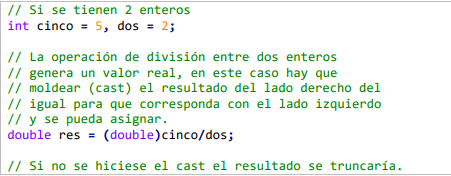 // Si se tienen 2 enteros
int cinco = 5, dos = 2;
// La operación de división entre dos enteros
// genera un valor real, en este caso hay que
// moldear (cast) el resultado del lado derecho del
// igual para que corresponda con el lado izquierdo
// y se pueda asignar.
double res = (double)cinco/dos;
// Si no se hiciese el cast el resultado se truncaría.